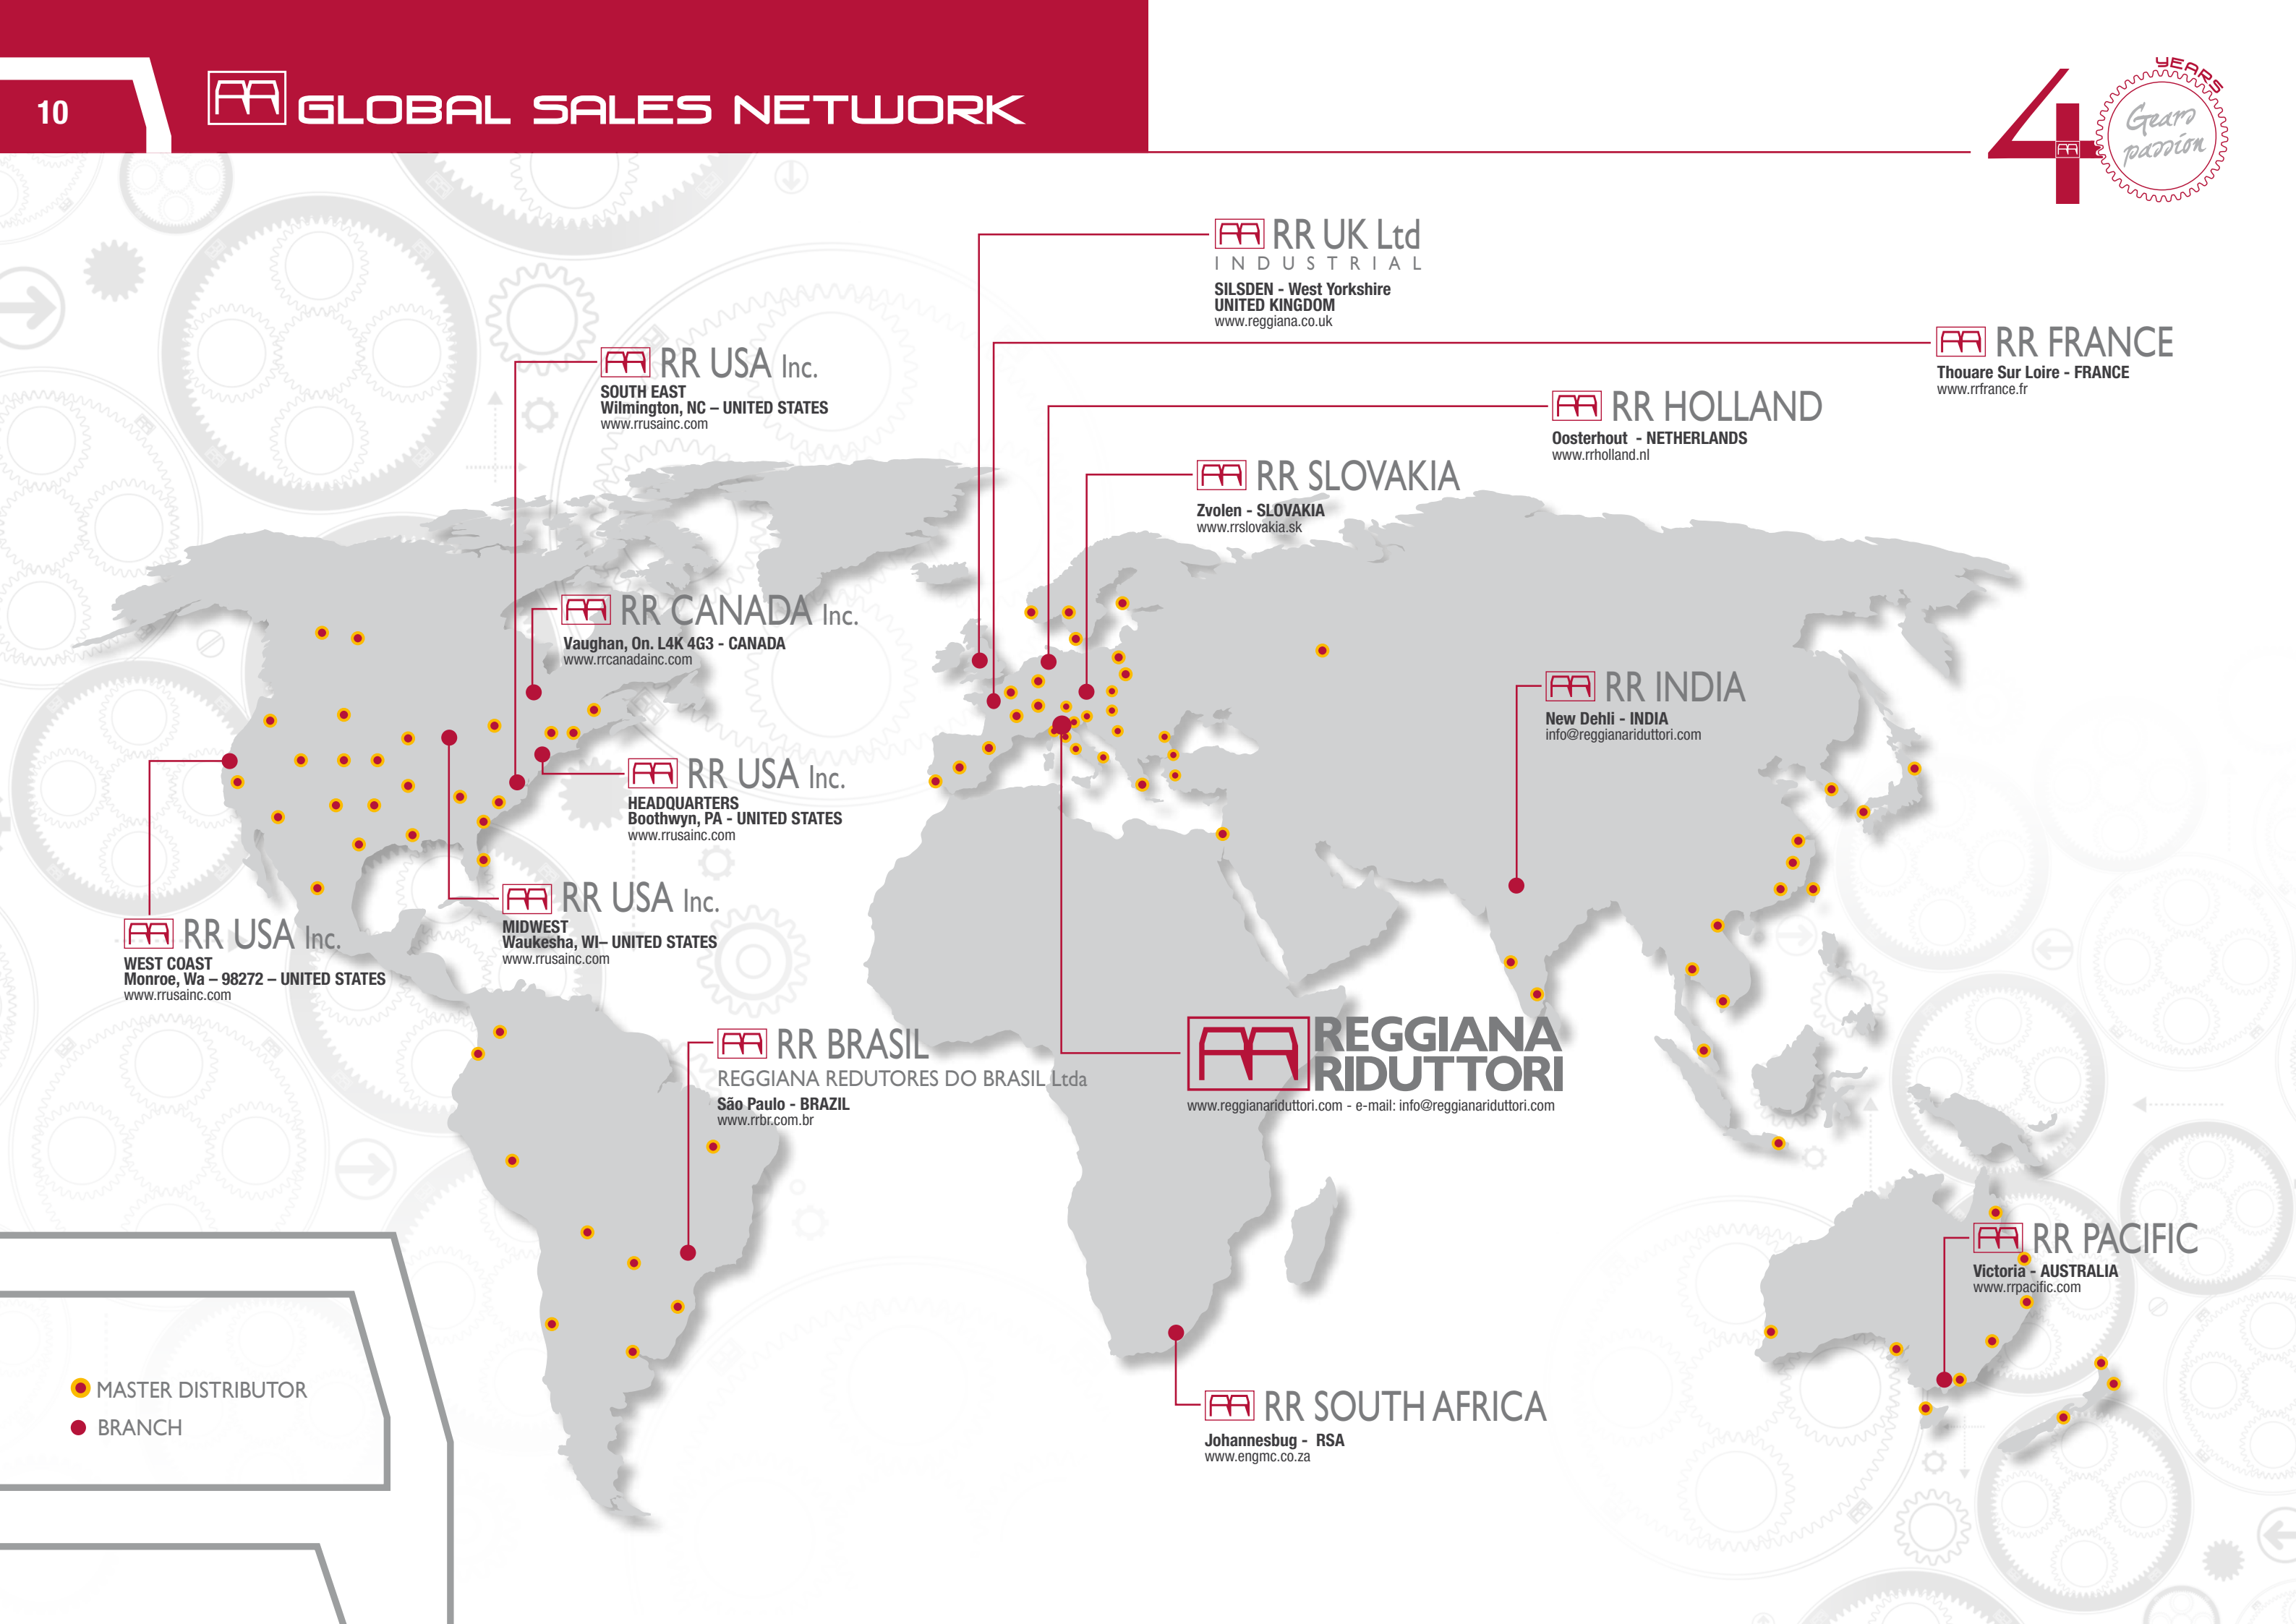 10
RR GLOBAL SALES NETWORK
40 YEARS
Gears
passion
RR UK Ltd
INDUSTRIAL
SILSDEN - West Yorkshire
UNITED KINGDOM
www.reggiana.co.uk
RR FRANCE
Thouare Sur Loire - FRANCE
www.rrfrance.fr
RR USA Inc.
SOUTH EAST
Wilmington, NC – UNITED STATES
www.rrusainc.com
RR HOLLAND
Oosterhout - NETHERLANDS
www.rrholland.nl
RR SLOVAKIA
Zvolen - SLOVAKIA
www.rrslovakia.sk
RR CANADA Inc.
Vaughan, On. L4K 4G3 - CANADA
www.rrcanadainc.com
RR INDIA
New Dehli - INDIA
info@reggianariduttori.com
RR USA Inc.
HEADQUARTERS
Boothwyn, PA - UNITED STATES
www.rrusainc.com
RR USA Inc.
MIDWEST
Waukesha, WI– UNITED STATES
www.rrusainc.com
RR USA Inc.
WEST COAST
Monroe, Wa – 98272 – UNITED STATES
www.rrusainc.com
RR BRASIL
REGGIANA REDUTORES DO BRASIL Ltda
São Paulo - BRAZIL
www.rrbr.com.br
RR REGGIANA
RIDUTTORI
www.reggianariduttori.com - e-mail: info@reggianariduttori.com
RR PACIFIC
Victoria - AUSTRALIA
www.rrpacific.com
RR SOUTH AFRICA
Johannesbug - RSA
www.engmc.co.za
MASTER DISTRIBUTOR
BRANCH